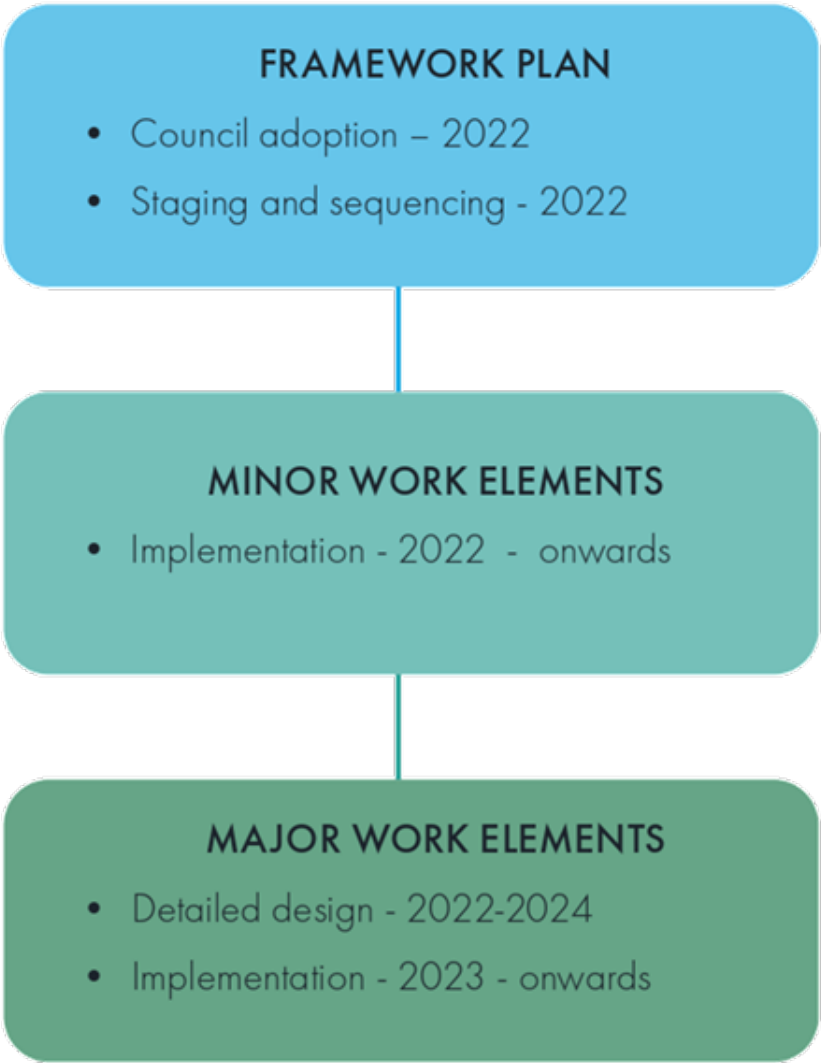 FRAMEWORK PLAN
• Council adoption – 2022
• Staging and sequencing - 2022
MINOR WORK ELEMENTS
• Implementation - 2022 - onwards
MAJOR WORK ELEMENTS
• Detailed design - 2022-2024
• Implementation - 2023 - onwards